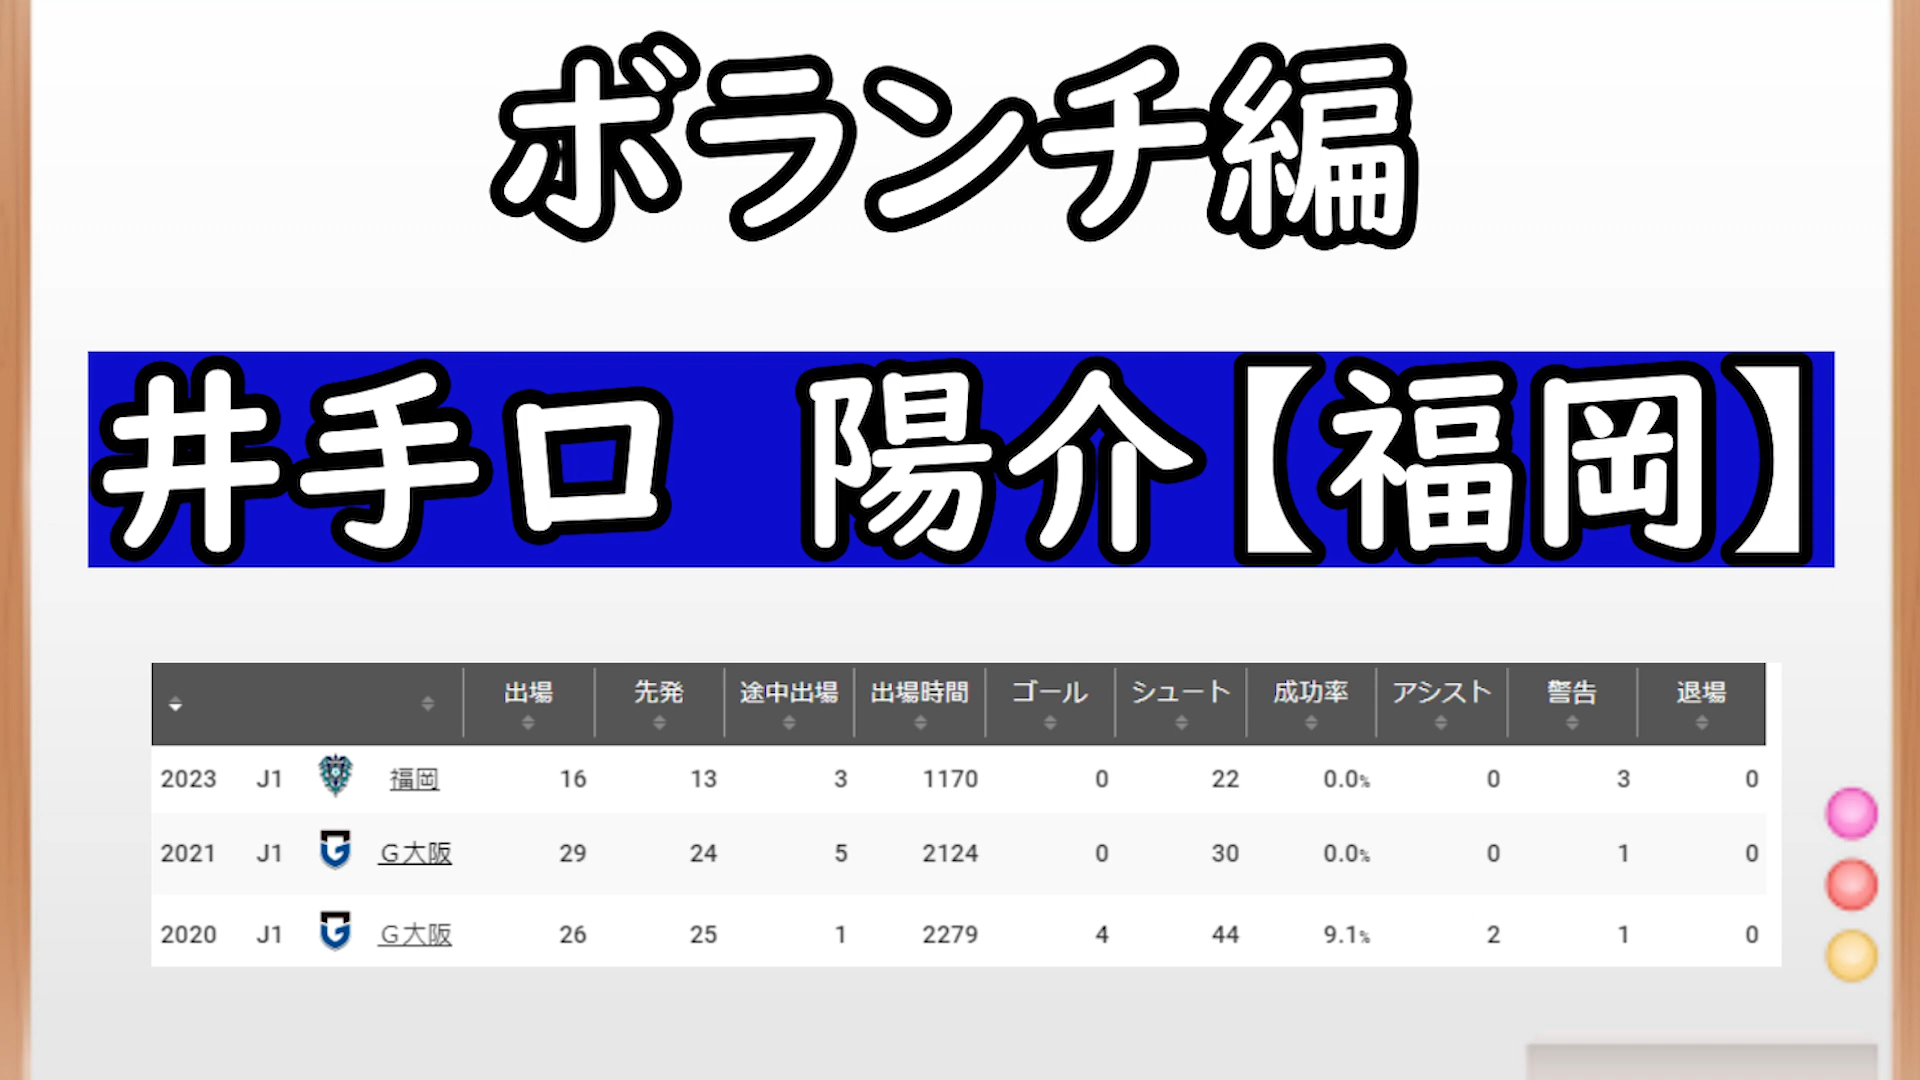 ボランチ編
井手口 陽介【福岡】
出場 先発 途中出場 出場時間 ゴール シュート 成功率 アシスト 警告 退場
2023 J1 福岡 16 13 3 1170 0 22 0.0% 0 3 0
2021 J1 G大阪 29 24 5 2124 0 30 0.0% 0 1 0
2020 J1 G大阪 26 25 1 2279 4 44 9.1% 2 1 0